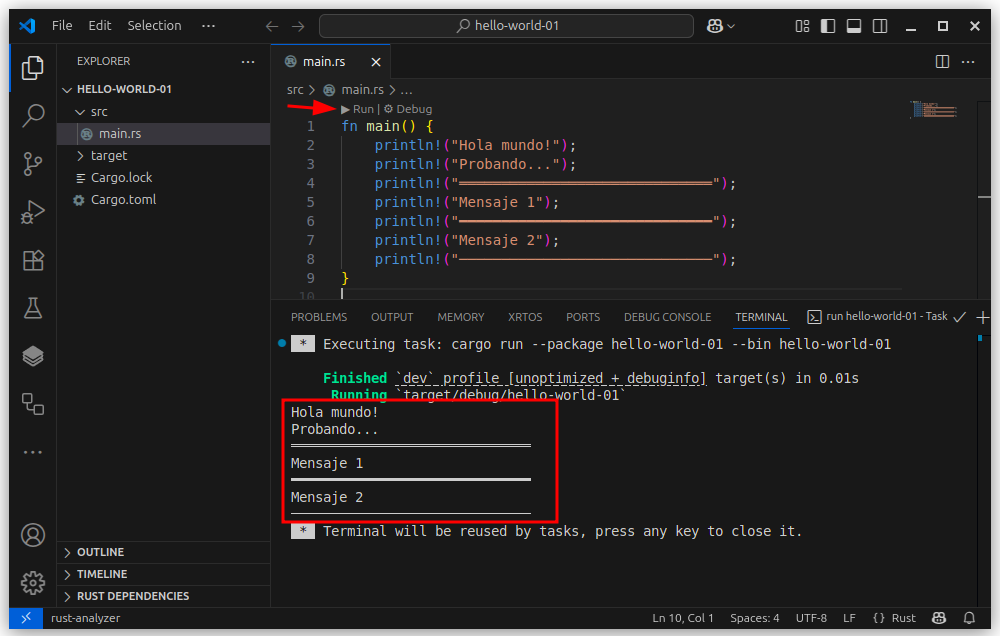 File Edit Selection ··· hello-world-01
EXPLORER ···
HELLO-WORLD-01
src
main.rs
target
Cargo.lock
Cargo.toml
OUTLINE
TIMELINE
RUST DEPENDENCIES
main.rs
src > main.rs > ...
Run | Debug
1 fn main() {
2 println!("Hola mundo!");
3 println!("Probando...");
4 println!("══════════════════════════════");
5 println!("Mensaje 1");
6 println!("━━━━━━━━━━━━━━━━━━━━━━━━━━━━━━");
7 println!("Mensaje 2");
8 println!("──────────────────────────────");
9 }
10
PROBLEMS OUTPUT MEMORY XRTOS PORTS DEBUG CONSOLE TERMINAL run hello-world-01 - Task
* Executing task: cargo run --package hello-world-01 --bin hello-world-01
Finished `dev` profile [unoptimized + debuginfo] target(s) in 0.01s
Running `target/debug/hello-world-01`
Hola mundo!
Probando...
══════════════════════════════
Mensaje 1
━━━━━━━━━━━━━━━━━━━━━━━━━━━━━━
Mensaje 2
──────────────────────────────
* Terminal will be reused by tasks, press any key to close it.
rust-analyzer Ln 10, Col 1 Spaces: 4 UTF-8 LF {} Rust